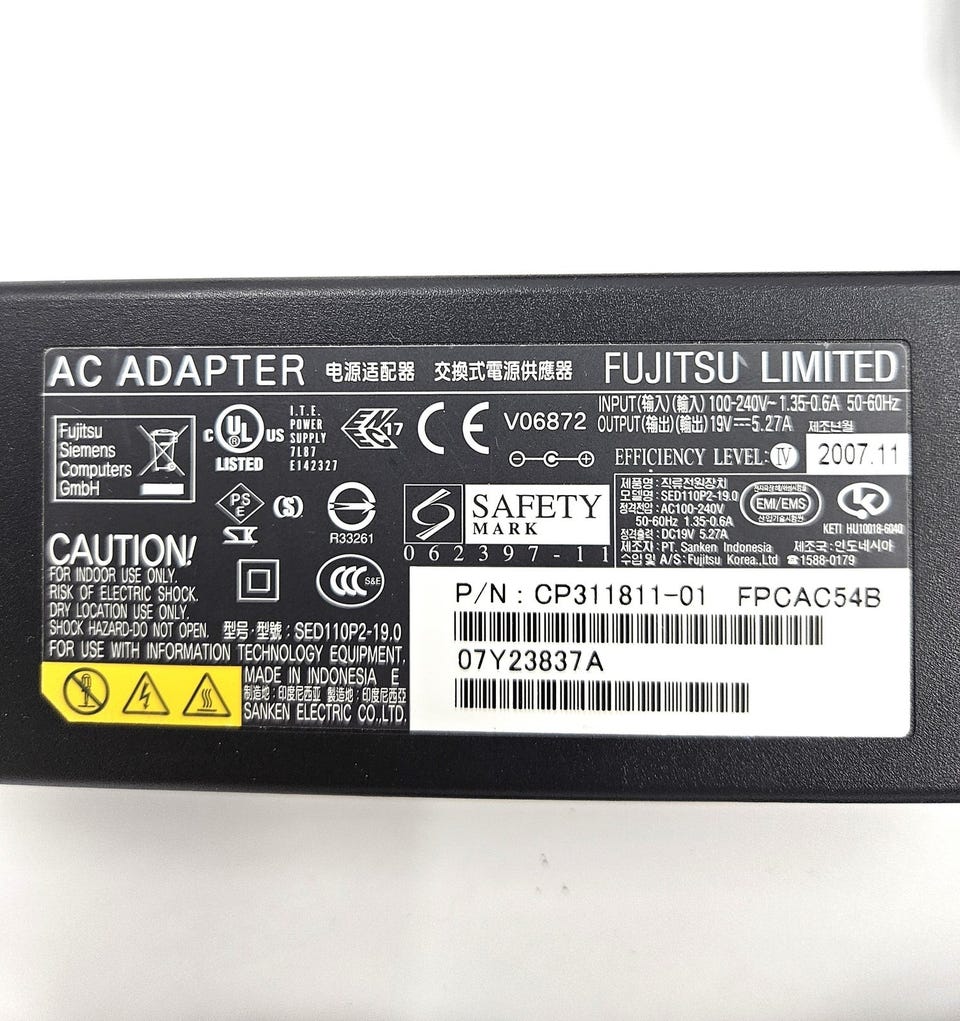 AC ADAPTER 电源适配器 交換式電源供應器 FUJITSU LIMITED
INPUT(输入)(輸入) 100-240V~ 1.35-0.6A 50-60Hz
OUTPUT(输出)(輸出) 19V⎓5.27A 제조년월
EFFICIENCY LEVEL: IV 2007.11
Fujitsu
Siemens
Computers
GmbH
c UL US
LISTED
I.T.E.
POWER
SUPPLY
7L87
E142327
17
CE
V06872
PS
E
(S)
R33261
S&E
SAFETY
MARK
062397-11
제품명 : 직류전원장치
모델명 : SED110P2-19.0
정격전압 : AC100-240V
50-60Hz 1.35-0.6A
정격출력 : DC19V 5.27A
제조자 : PT. Sanken Indonesia 제조국 : 인도네시아
수입 및 A/S : Fujitsu Korea.,Ltd ☎1588-0179
EMI/EMS
KETI HU10018-6040
CAUTION!
FOR INDOOR USE ONLY.
RISK OF ELECTRIC SHOCK.
DRY LOCATION USE ONLY.
SHOCK HAZARD-DO NOT OPEN. 型号·型號 : SED110P2-19.0
FOR USE WITH INFORMATION TECHNOLOGY EQUIPMENT.
MADE IN INDONESIA E
制造地 : 印度尼西亚 製造地 : 印度尼西亞
SANKEN ELECTRIC CO.,LTD.
P/N : CP311811-01 FPCAC54B
07Y23837A